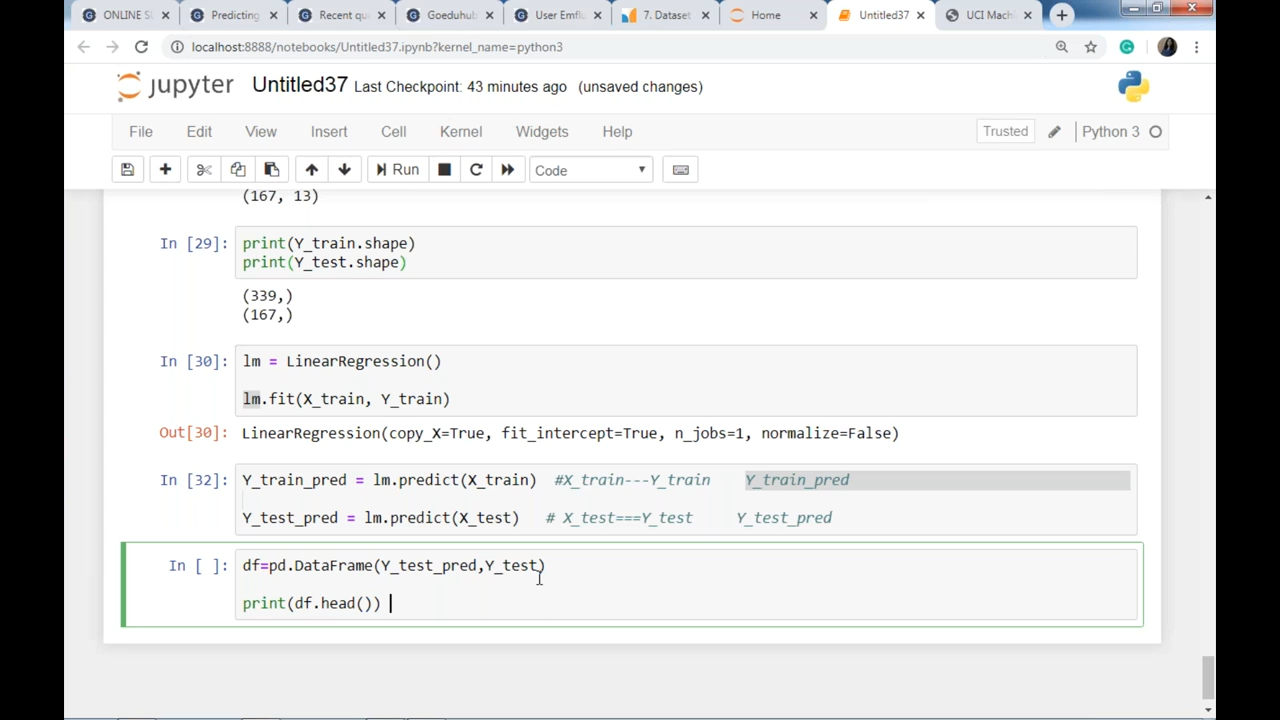 ONLINE SU
Predicting
Recent qu
Goeduhub
User Emflu
7. Dataset
Home
Untitled37
UCI Machi
localhost:8888/notebooks/Untitled37.ipynb?kernel_name=python3
jupyter Untitled37 Last Checkpoint: 43 minutes ago (unsaved changes)
File Edit View Insert Cell Kernel Widgets Help Trusted Python 3
Run Code
(167, 13)
In [29]: print(Y_train.shape)
print(Y_test.shape)
(339,)
(167,)
In [30]: lm = LinearRegression()
lm.fit(X_train, Y_train)
Out[30]: LinearRegression(copy_X=True, fit_intercept=True, n_jobs=1, normalize=False)
In [32]: Y_train_pred = lm.predict(X_train) #X_train---Y_train Y_train_pred
Y_test_pred = lm.predict(X_test) # X_test===Y_test Y_test_pred
In [ ]: df=pd.DataFrame(Y_test_pred,Y_test)
print(df.head())